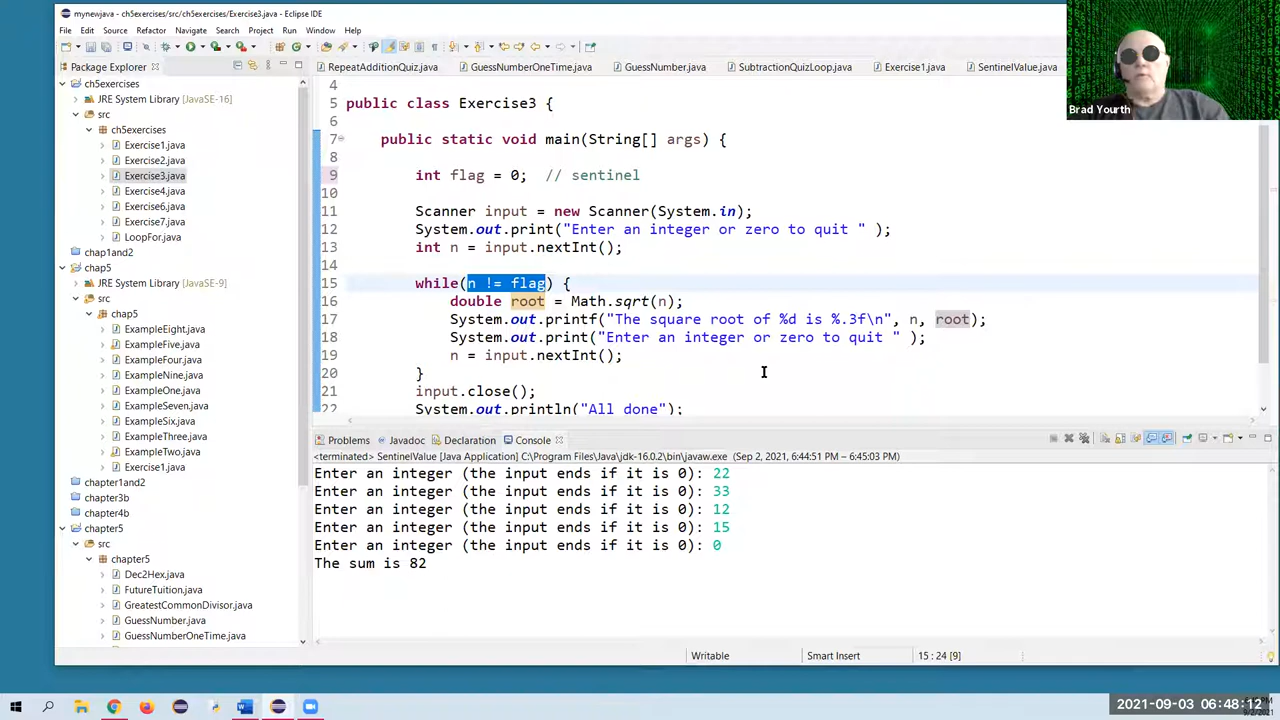 mynewjava - ch5exercises/src/ch5exercises/Exercise3.java - Eclipse IDE
File Edit Source Refactor Navigate Search Project Run Window Help
Package Explorer
RepeatAdditionQuiz.java GuessNumberOneTime.java GuessNumber.java SubtractionQuizLoop.java Exercise1.java SentinelValue.java
ch5exercises
JRE System Library [JavaSE-16]
src
ch5exercises
Exercise1.java
Exercise2.java
Exercise3.java
Exercise4.java
Exercise6.java
Exercise7.java
LoopFor.java
chap1and2
chap5
JRE System Library [JavaSE-9]
src
chap5
ExampleEight.java
ExampleFive.java
ExampleFour.java
ExampleNine.java
ExampleOne.java
ExampleSeven.java
ExampleSix.java
ExampleThree.java
ExampleTwo.java
Exercise1.java
chapter1and2
chapter3b
chapter4b
chapter5
src
chapter5
Dec2Hex.java
FutureTuition.java
GreatestCommonDivisor.java
GuessNumber.java
GuessNumberOneTime.java
4
5 public class Exercise3 {
6
7 public static void main(String[] args) {
8
9 int flag = 0; // sentinel
10
11 Scanner input = new Scanner(System.in);
12 System.out.print("Enter an integer or zero to quit " );
13 int n = input.nextInt();
14
15 while(n != flag) {
16 double root = Math.sqrt(n);
17 System.out.printf("The square root of %d is %.3f\n", n, root);
18 System.out.print("Enter an integer or zero to quit " );
19 n = input.nextInt();
20 }
21 input.close();
22 System.out.println("All done");
Problems Javadoc Declaration Console
<terminated> SentinelValue [Java Application] C:\Program Files\Java\jdk-16.0.2\bin\javaw.exe (Sep 2, 2021, 6:44:51 PM – 6:45:03 PM)
Enter an integer (the input ends if it is 0): 22
Enter an integer (the input ends if it is 0): 33
Enter an integer (the input ends if it is 0): 12
Enter an integer (the input ends if it is 0): 15
Enter an integer (the input ends if it is 0): 0
The sum is 82
Writable Smart Insert 15 : 24 [9]
Brad Yourth
2021-09-03 06:48:12
9/2/2021